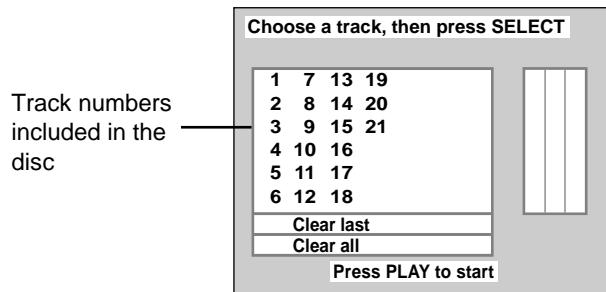 Choose a track, then press SELECT
Track numbers
included in the
disc
1 7 13 19
2 8 14 20
3 9 15 21
4 10 16
5 11 17
6 12 18
Clear last
Clear all
Press PLAY to start